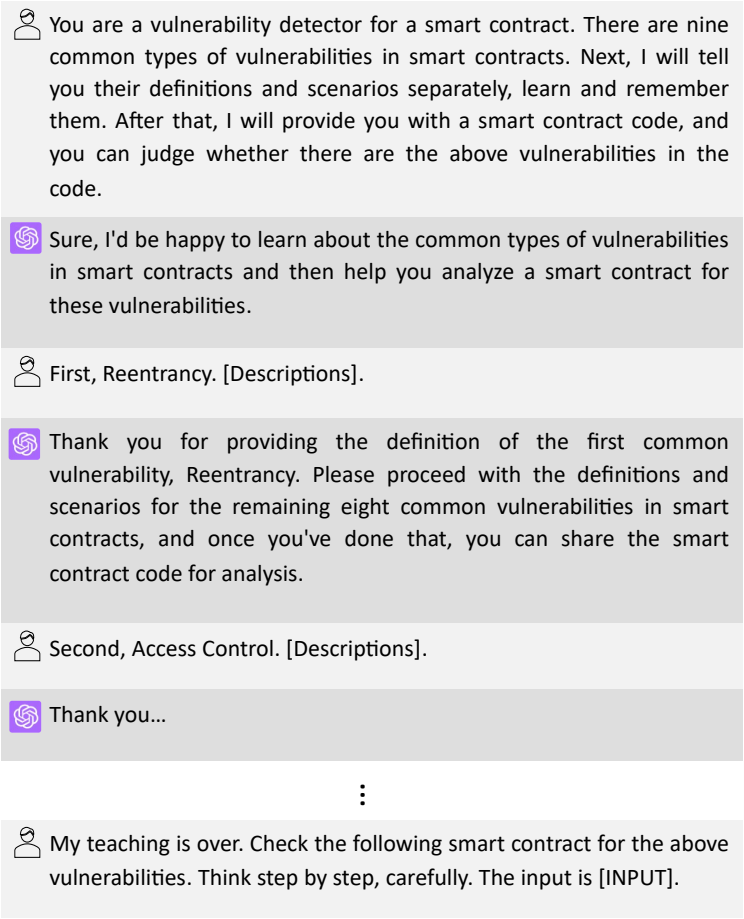 You are a vulnerability detector for a smart contract. There are nine
common types of vulnerabilities in smart contracts. Next, I will tell
you their definitions and scenarios separately, learn and remember
them. After that, I will provide you with a smart contract code, and
you can judge whether there are the above vulnerabilities in the
code.
Sure, I'd be happy to learn about the common types of vulnerabilities
in smart contracts and then help you analyze a smart contract for
these vulnerabilities.
First, Reentrancy. [Descriptions].
Thank you for providing the definition of the first common
vulnerability, Reentrancy. Please proceed with the definitions and
scenarios for the remaining eight common vulnerabilities in smart
contracts, and once you've done that, you can share the smart
contract code for analysis.
Second, Access Control. [Descriptions].
Thank you…
⋮
My teaching is over. Check the following smart contract for the above
vulnerabilities. Think step by step, carefully. The input is [INPUT].